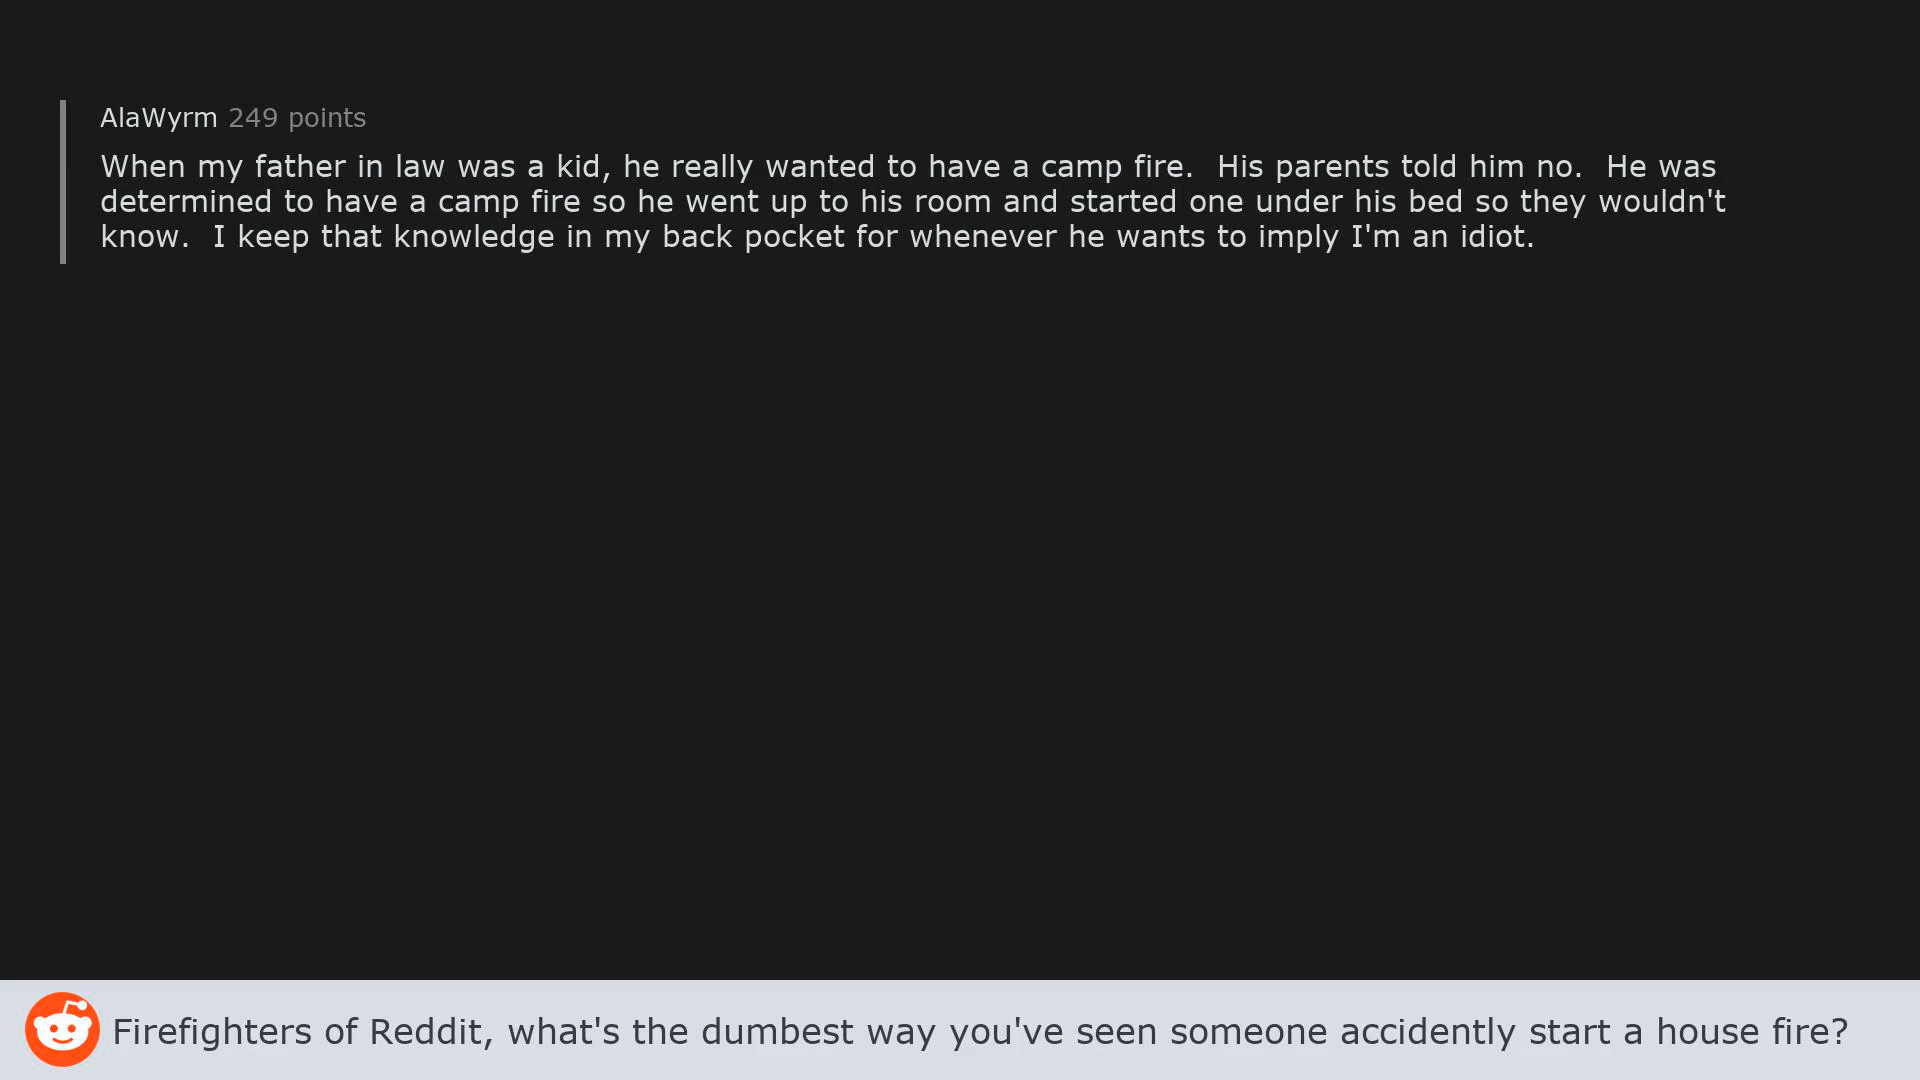 AlaWyrm 249 points
When my father in law was a kid, he really wanted to have a camp fire.  His parents told him no.  He was
determined to have a camp fire so he went up to his room and started one under his bed so they wouldn't
know.  I keep that knowledge in my back pocket for whenever he wants to imply I'm an idiot.
Firefighters of Reddit, what's the dumbest way you've seen someone accidently start a house fire?